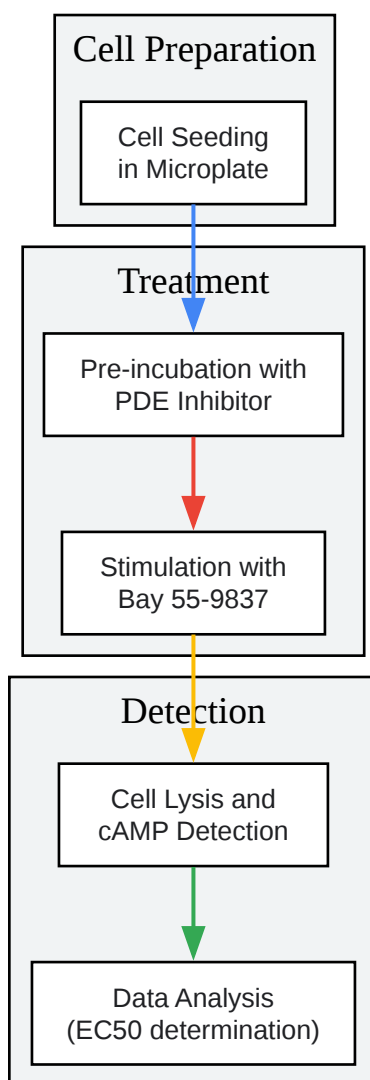 Cell Preparation
Cell Seeding
in Microplate
Treatment
Pre-incubation with
PDE Inhibitor
Stimulation with
Bay 55-9837
Detection
Cell Lysis and
cAMP Detection
Data Analysis
(EC50 determination)